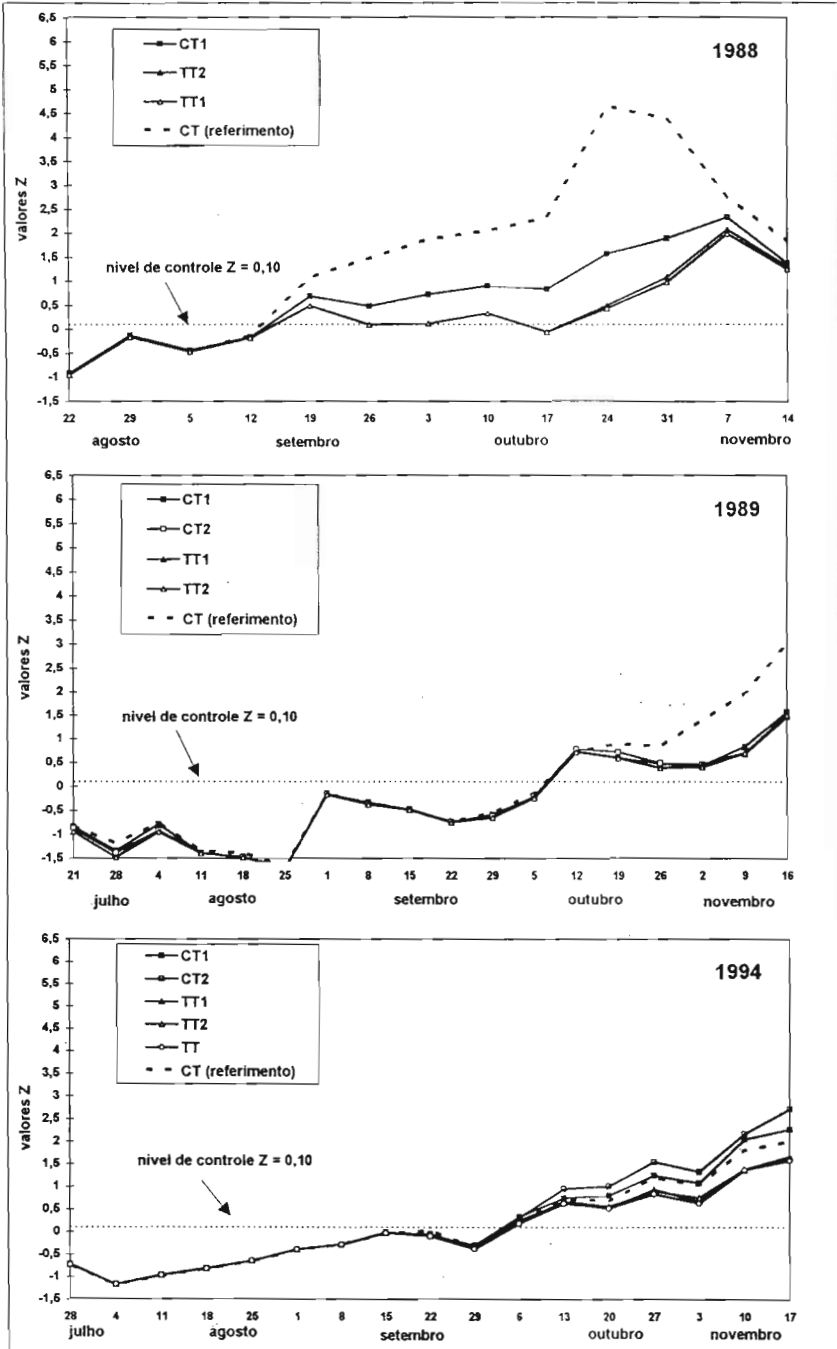 6,5
6
5,5
5
4,5
4
3,5
3
2,5
2
1,5
1
0,5
0
-0,5
-1
-1,5
valores Z
CT1
TT2
TT1
CT (referimento)
1988
nivel de controle Z = 0,10
22 29 5 12 19 26 3 10 17 24 31 7 14
agosto setembro outubro novembro
6,5
6
5,5
5
4,5
4
3,5
3
2,5
2
1,5
1
0,5
0
-0,5
-1
-1,5
valores Z
CT1
CT2
TT1
TT2
CT (referimento)
1989
nivel de controle Z = 0,10
21 28 4 11 18 25 1 8 15 22 29 5 12 19 26 2 9 16
julho agosto setembro outubro novembro
6,5
6
5,5
5
4,5
4
3,5
3
2,5
2
1,5
1
0,5
0
-0,5
-1
-1,5
valores Z
CT1
CT2
TT1
TT2
TT
CT (referimento)
1994
nivel de controle Z = 0,10
28 4 11 18 25 1 8 15 22 29 6 13 20 27 3 10 17
julho agosto setembro outubro novembro